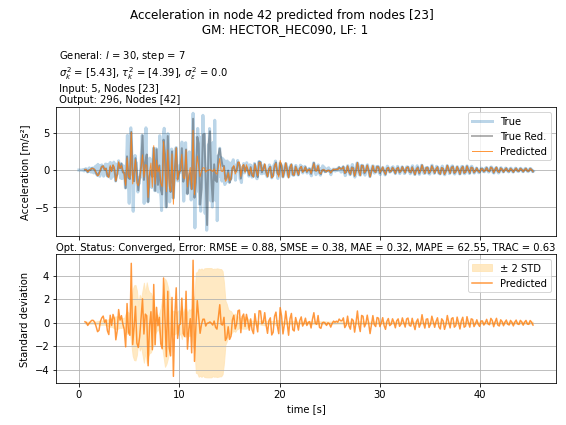 Acceleration in node 42 predicted from nodes [23]
GM: HECTOR_HEC090, LF: 1
General: l = 30, step = 7
σ²ₖ = [5.43], τ²ₖ = [4.39], σ²ε = 0.0
Input: 5, Nodes [23]
Output: 296, Nodes [42]
Acceleration [m/s²]
5
0
−5
True
True Red.
Predicted
Opt. Status: Converged, Error: RMSE = 0.88, SMSE = 0.38, MAE = 0.32, MAPE = 62.55, TRAC = 0.63
Standard deviation
4
2
0
−2
−4
± 2 STD
Predicted
0 10 20 30 40
time [s]